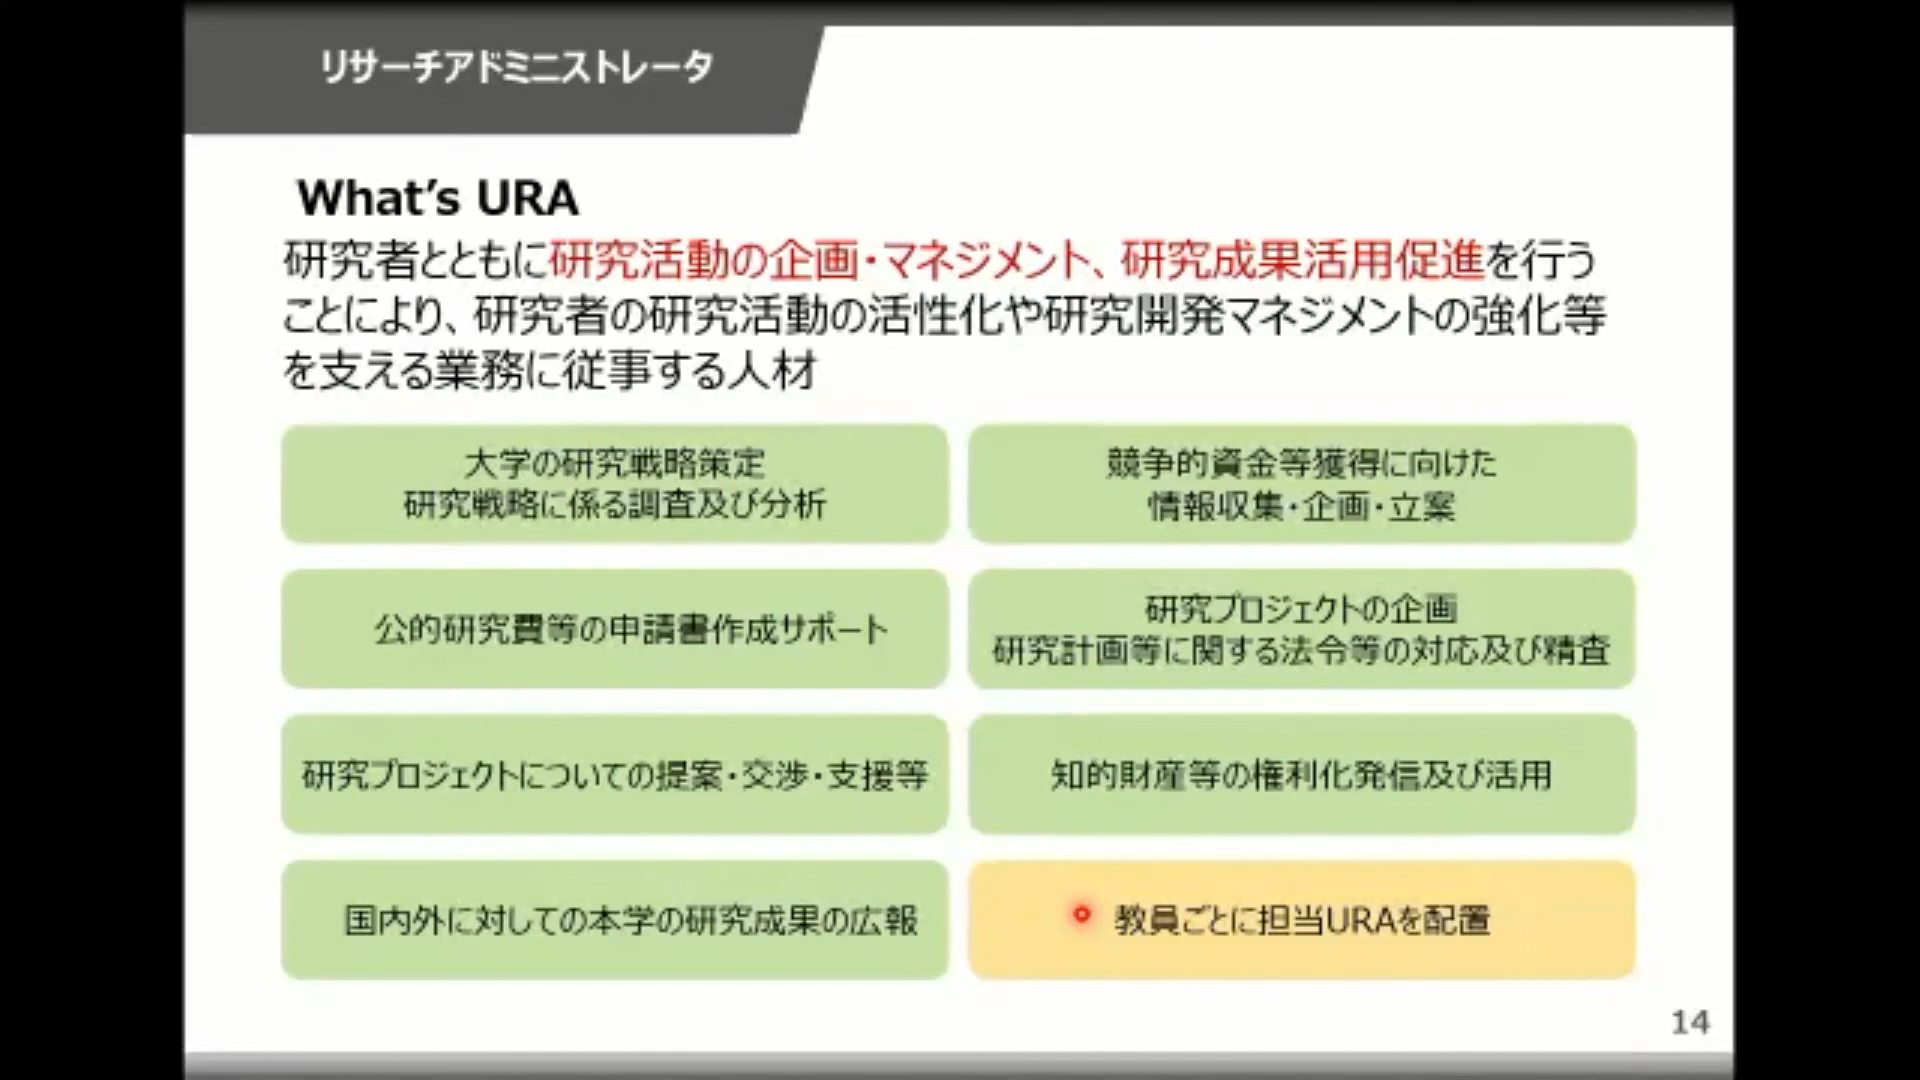 リサーチアドミニストレータ
What's URA
研究者とともに研究活動の企画・マネジメント、研究成果活用促進を行う
ことにより、研究者の研究活動の活性化や研究開発マネジメントの強化等
を支える業務に従事する人材
大学の研究戦略策定
研究戦略に係る調査及び分析
競争的資金等獲得に向けた
情報収集・企画・立案
公的研究費等の申請書作成サポート
研究プロジェクトの企画
研究計画等に関する法令等の対応及び精査
研究プロジェクトについての提案・交渉・支援等
知的財産等の権利化発信及び活用
国内外に対しての本学の研究成果の広報
教員ごとに担当URAを配置
14